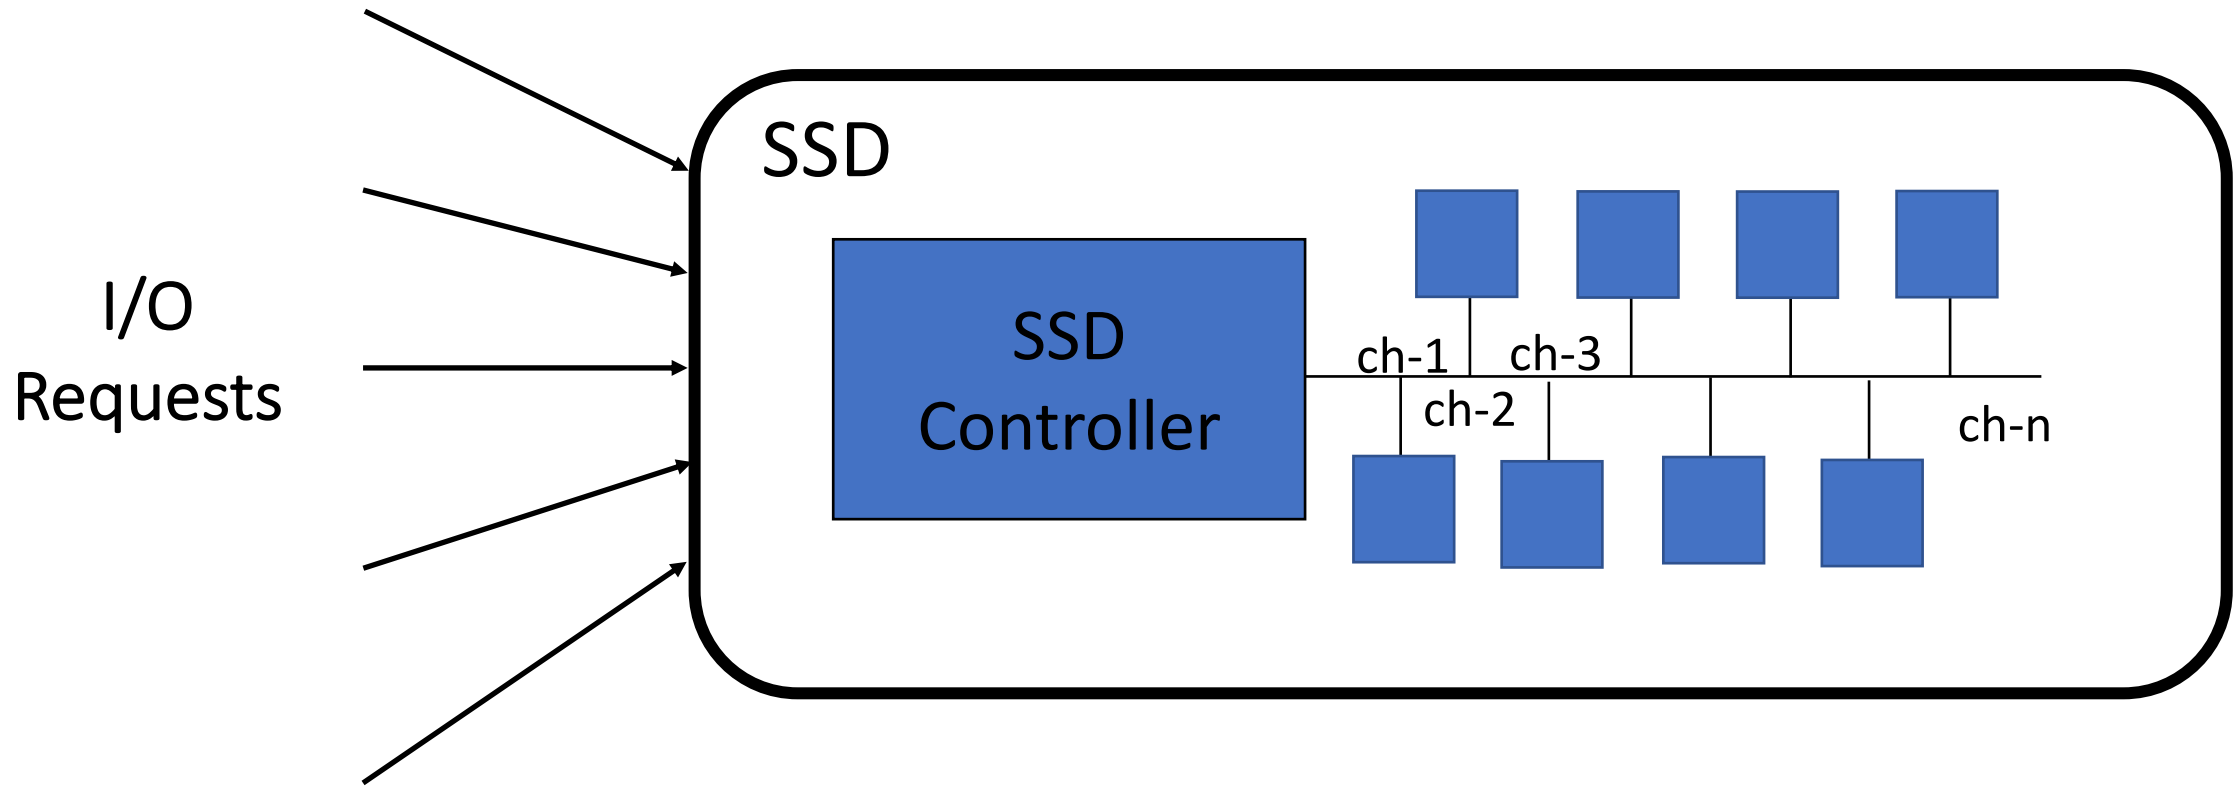 I/O
Requests
SSD
SSD
Controller
ch-1
ch-2
ch-3
ch-n